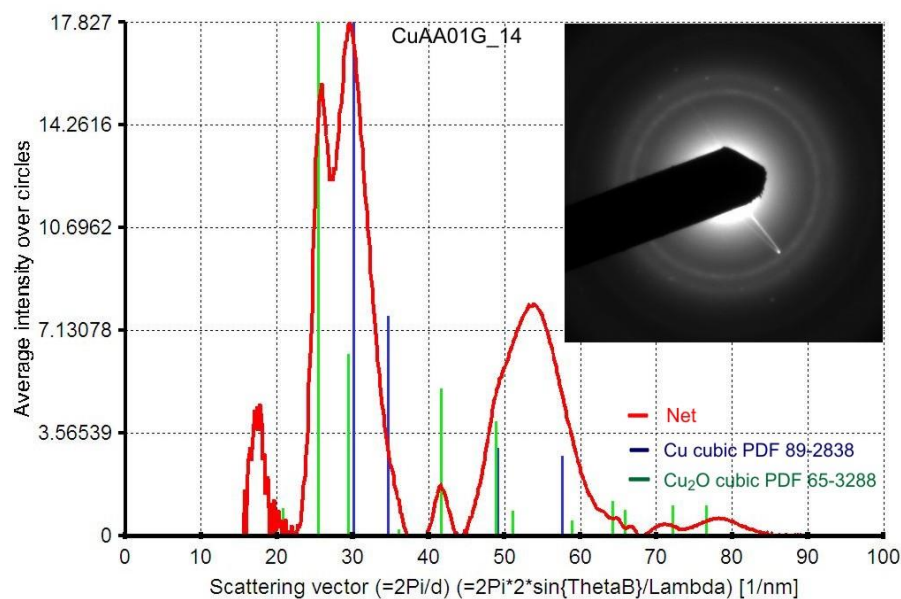 CuAA01G_14
Average intensity over circles
17.827
14.2616
10.6962
7.13078
3.56539
0
0 10 20 30 40 50 60 70 80 90 100
Scattering vector (=2Pi/d) (=2Pi*2*sin{ThetaB}/Lambda) [1/nm]
Net
Cu cubic PDF 89-2838
Cu₂O cubic PDF 65-3288